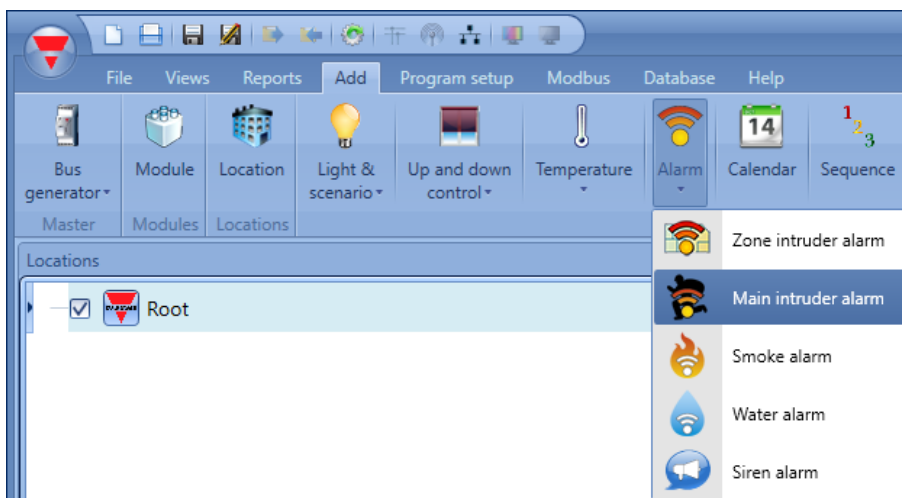 File Views Reports Add Program setup Modbus Database Help
Bus generator Module Location Light & scenario Up and down control Temperature Alarm 14 Calendar 1 2 3 Sequence
Master Modules Locations
Locations
Root
Zone intruder alarm
Main intruder alarm
Smoke alarm
Water alarm
Siren alarm